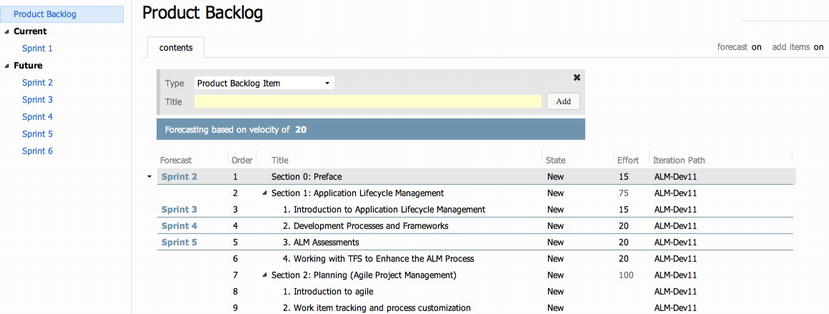 Product Backlog
Current
Sprint 1
Future
Sprint 2
Sprint 3
Sprint 4
Sprint 5
Sprint 6
Product Backlog
contents
forecast on add items on
Type Product Backlog Item
Title Add
Forecasting based on velocity of 20
Forecast Order Title State Effort Iteration Path
Sprint 2 1 Section 0: Preface New 15 ALM-Dev11
2 Section 1: Application Lifecycle Management New 75 ALM-Dev11
Sprint 3 3 1. Introduction to Application Lifecycle Management New 15 ALM-Dev11
Sprint 4 4 2. Development Processes and Frameworks New 20 ALM-Dev11
Sprint 5 5 3. ALM Assessments New 20 ALM-Dev11
6 4. Working with TFS to Enhance the ALM Process New 20 ALM-Dev11
7 Section 2: Planning (Agile Project Management) New 100 ALM-Dev11
8 1. Introduction to agile New ALM-Dev11
9 2. Work item tracking and process customization New ALM-Dev11